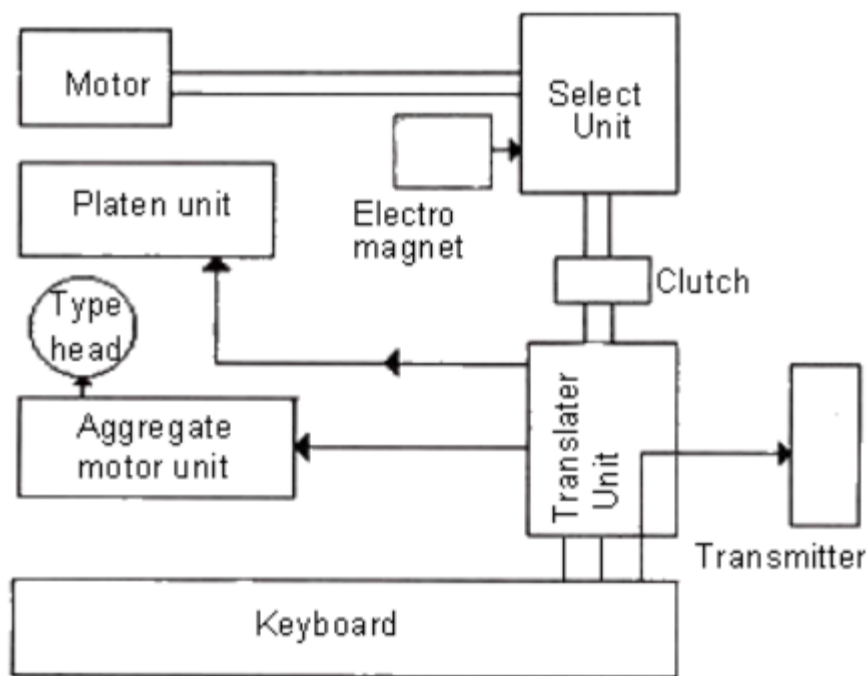 Motor
Select
Unit
Platen unit
Electro
magnet
Clutch
Type
head
Aggregate
motor unit
Translater
Unit
Transmitter
Keyboard